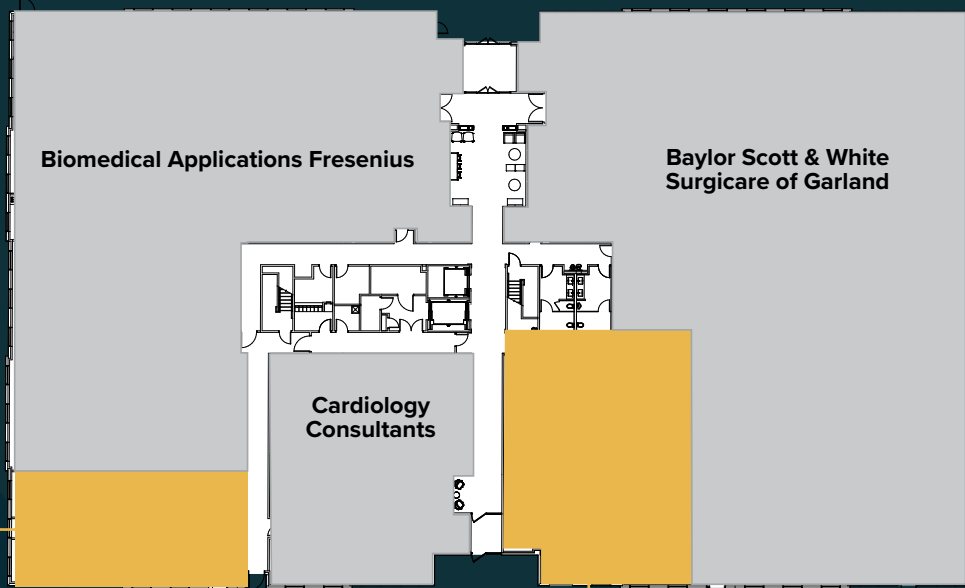 Biomedical Applications Fresenius
Baylor Scott & White
Surgicare of Garland
Cardiology
Consultants